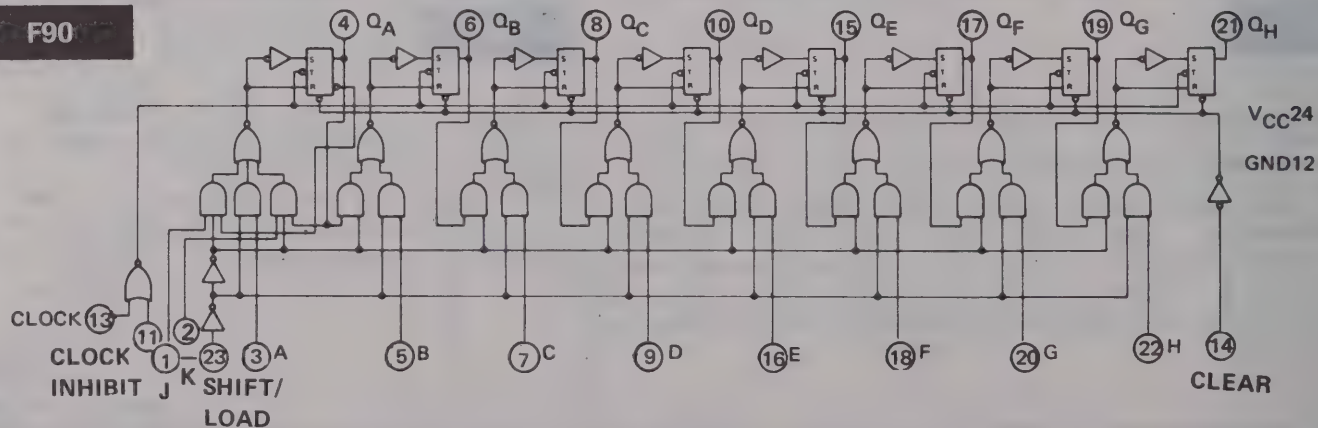 F90
4 QA 6 QB 8 QC 10 QD 15 QE 17 QF 19 QG 21 QH
S S S S S S S S
T T T T T T T T
R R R R R R R R
VCC24
GND12
CLOCK 13
11 2
CLOCK INHIBIT
1 J
K
23 SHIFT/LOAD
3 A 5 B 7 C 9 D 16 E 18 F 20 G 22 H 14
CLEAR